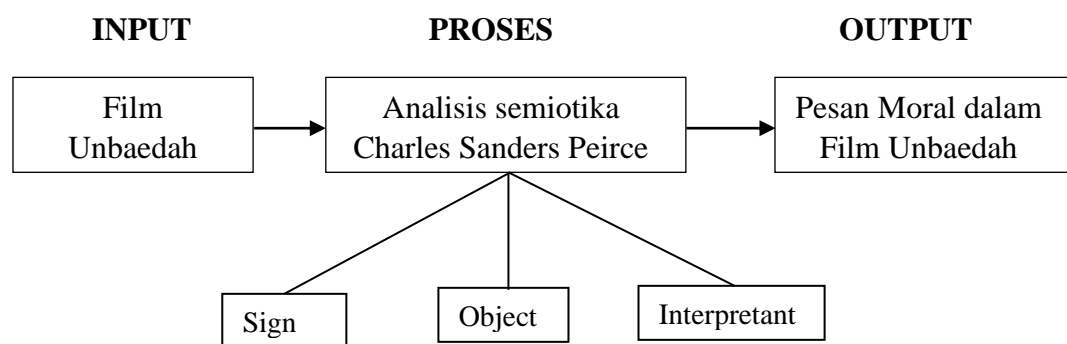 INPUT
PROSES
OUTPUT
Film
Unbaedah
Analisis semiotika
Charles Sanders Peirce
Pesan Moral dalam
Film Unbaedah
Sign
Object
Interpretant